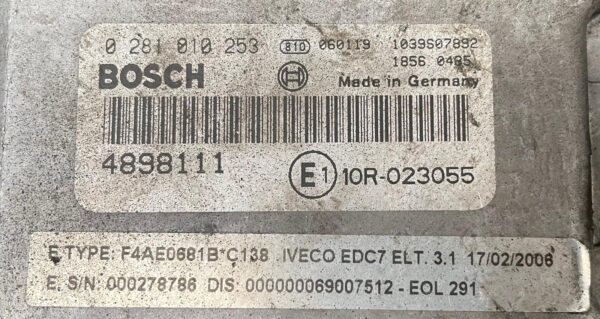 0 281 010 253 810 060119 1039S07892
1856 0495
BOSCH Made in Germany
4898111 E1 10R-023055
E TYPE: F4AE0681B*C138 IVECO EDC7 ELT. 3.1 17/02/2006
E. S/N: 000278786 DIS: 000000069007512 - EOL 291